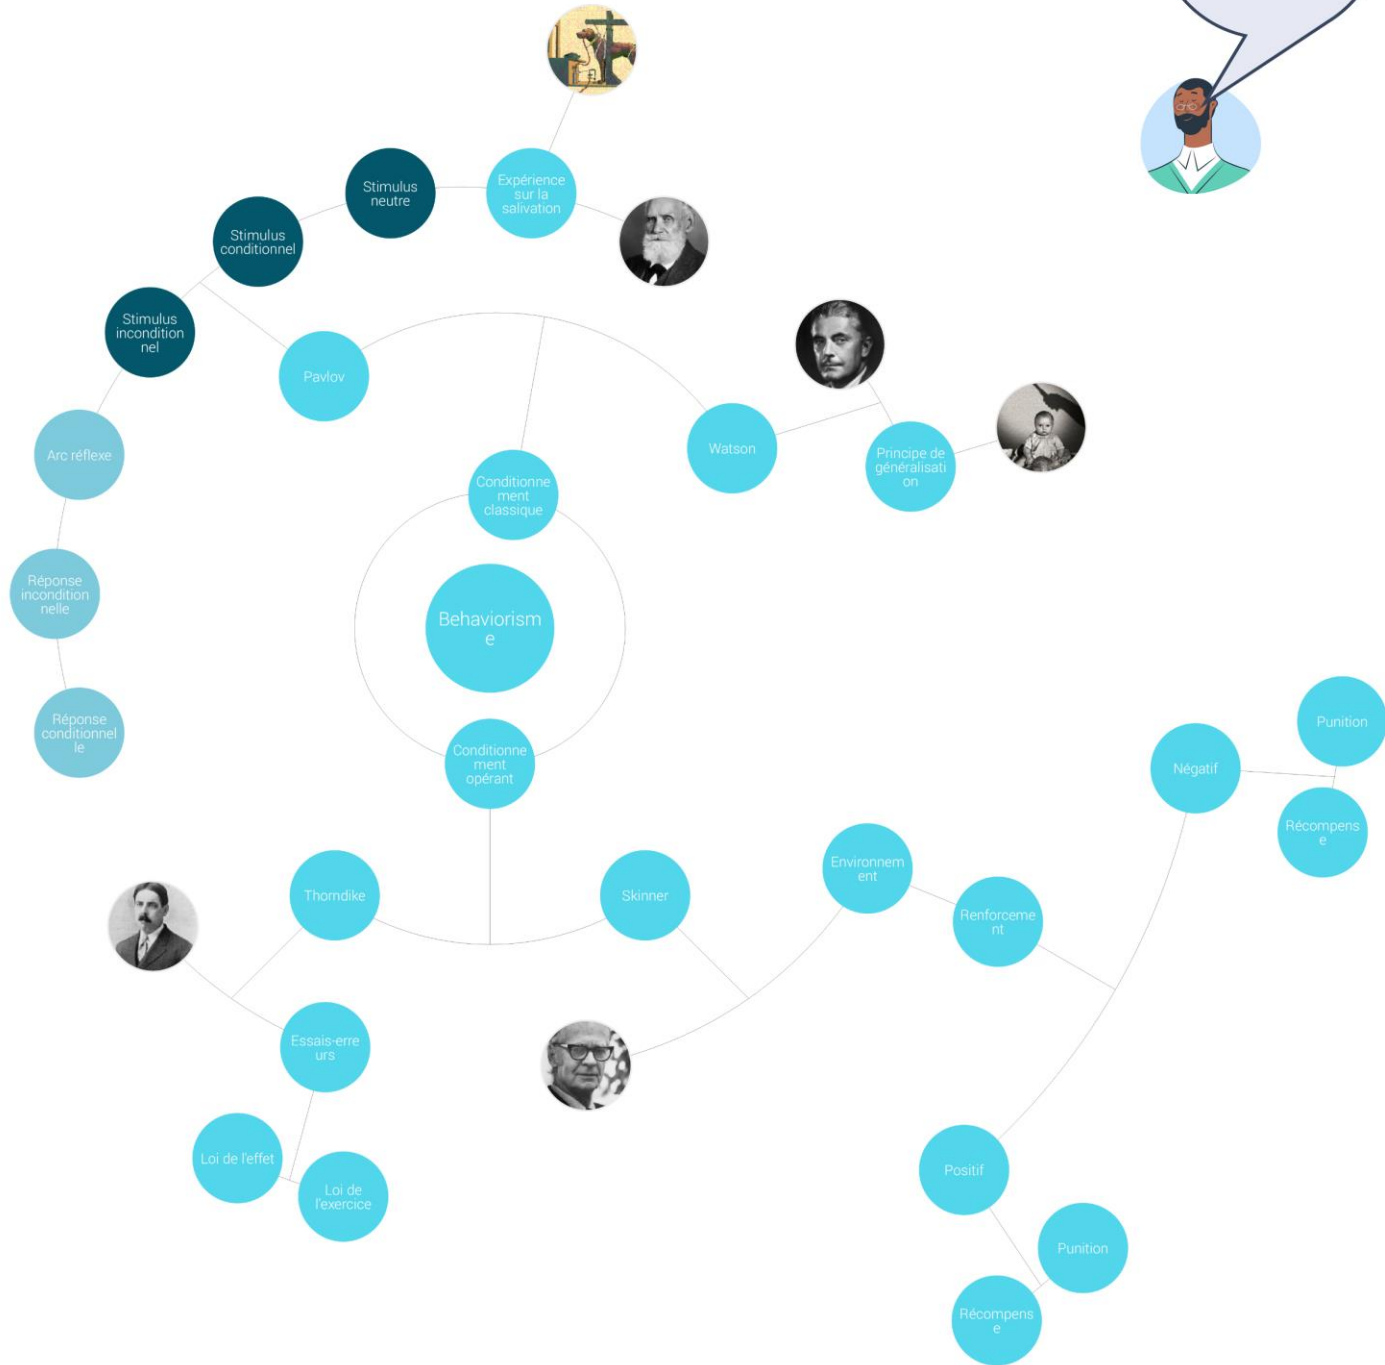 Expérience
sur la
salivation
Stimulus
neutre
Stimulus
conditionnel
Stimulus
incondition
nel
Pavlov
Arc réflexe
Réponse
incondition
nelle
Réponse
conditionnel
le
Watson
Principe de
généralisati
on
Conditionne
ment
classique
Behaviorism
e
Conditionne
ment
opérant
Thorndike
Skinner
Essais-erre
urs
Loi de l'effet
Loi de
l'exercice
Environnem
ent
Renforceme
nt
Négatif
Punition
Récompens
e
Positif
Punition
Récompens
e